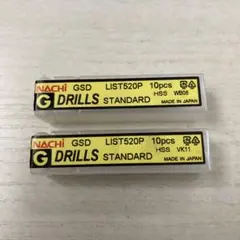 NACHI GSD LIST520P 10pcs
G DRILLS STANDARD HSS WB06
MADE IN JAPAN
NACHI GSD LIST520P 10pcs
G DRILLS STANDARD HSS VK11
MADE IN JAPAN